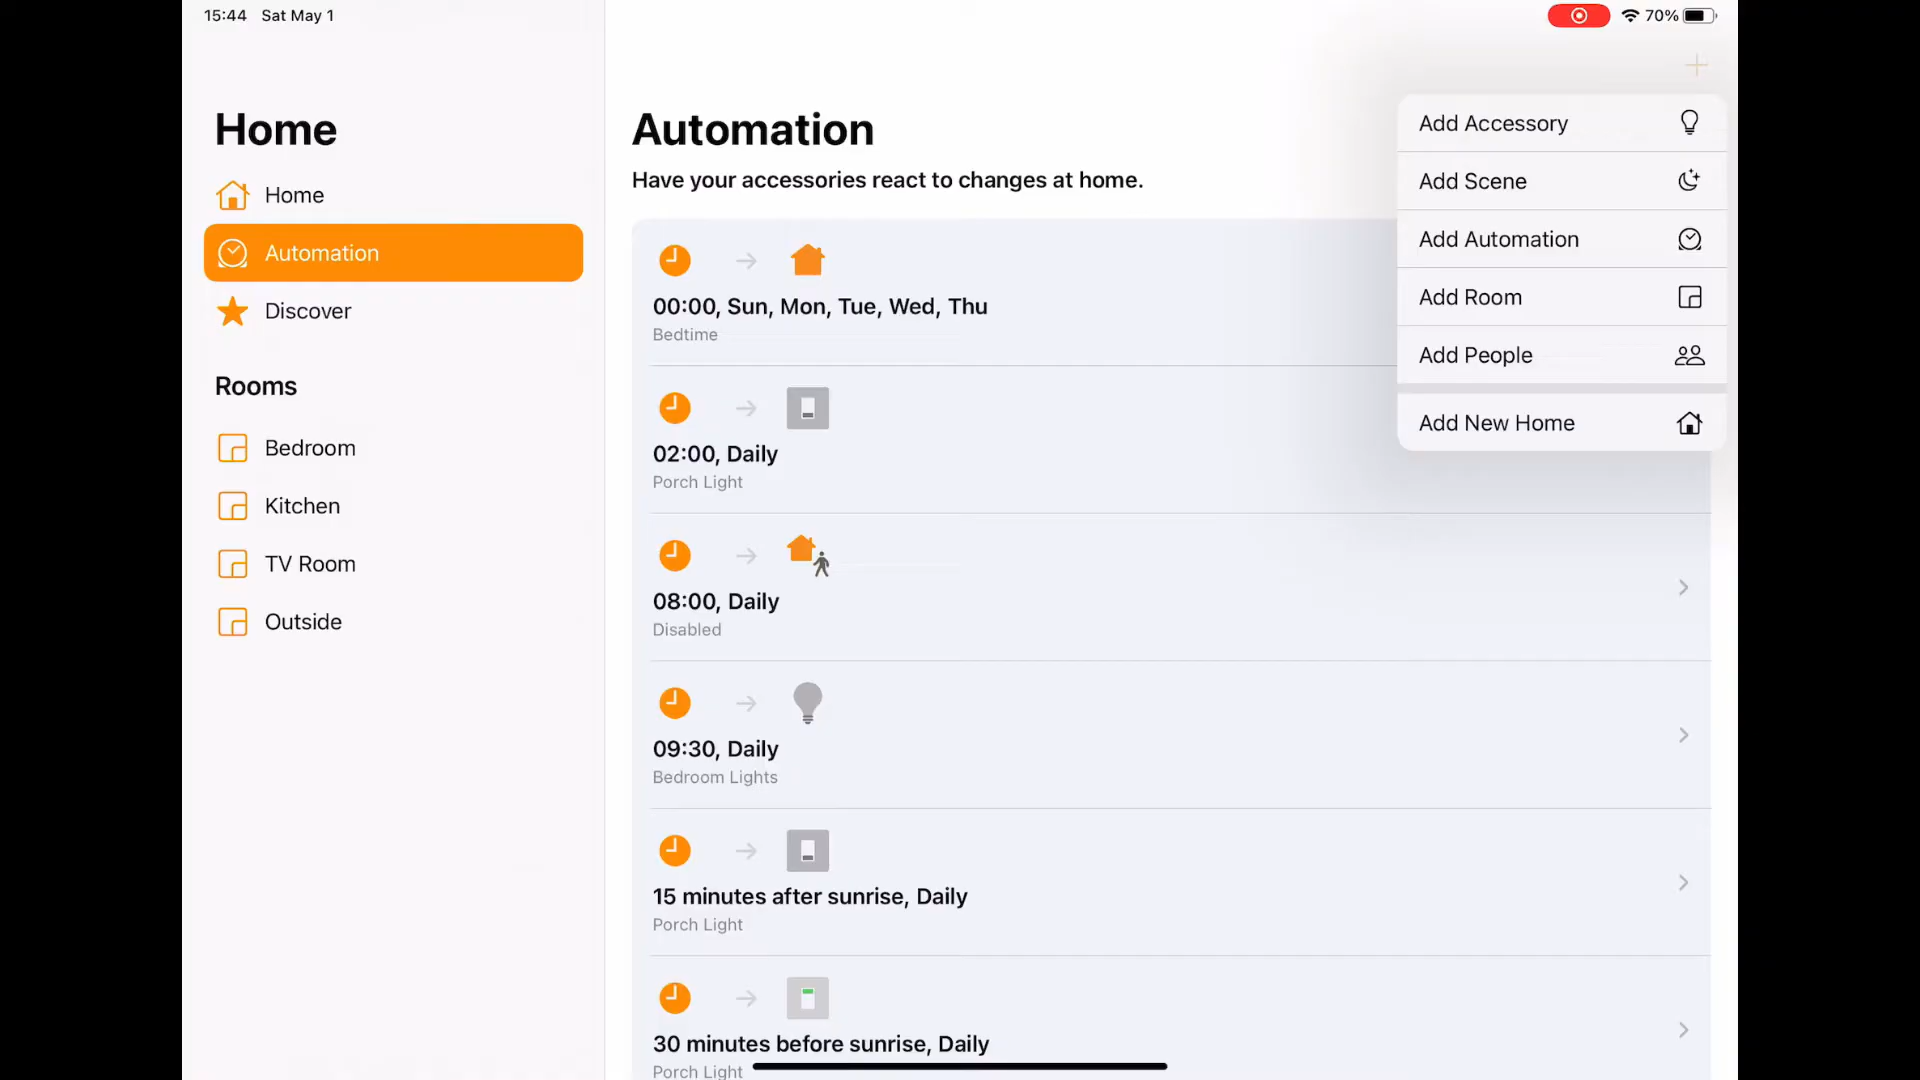 15:44 Sat May 1
70%
Home
Home
Automation
Discover
Rooms
Bedroom
Kitchen
TV Room
Outside
Automation
Have your accessories react to changes at home.
00:00, Sun, Mon, Tue, Wed, Thu
Bedtime
02:00, Daily
Porch Light
08:00, Daily
Disabled
09:30, Daily
Bedroom Lights
15 minutes after sunrise, Daily
Porch Light
30 minutes before sunrise, Daily
Porch Light
Add Accessory
Add Scene
Add Automation
Add Room
Add People
Add New Home